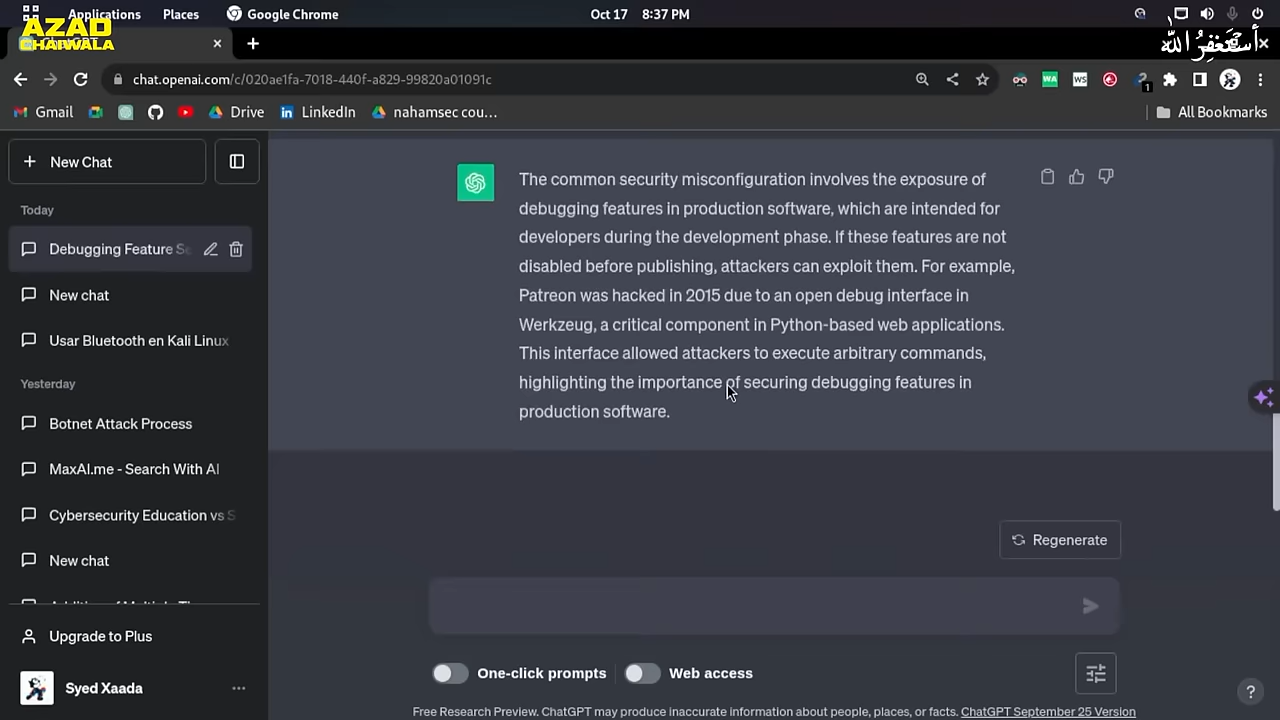 Applications Places Google Chrome Oct 17 8:37 PM
AZAD
CHAIWALA
أستغفر الله
chat.openai.com/c/020ae1fa-7018-440f-a829-99820a01091c
WA WS 1
Gmail Drive LinkedIn nahamsec cou… All Bookmarks
New Chat
Today
Debugging Feature Se
New chat
Usar Bluetooth en Kali Linux
Yesterday
Botnet Attack Process
MaxAI.me - Search With AI
Cybersecurity Education vs S
New chat
Upgrade to Plus
Syed Xaada
The common security misconfiguration involves the exposure of
debugging features in production software, which are intended for
developers during the development phase. If these features are not
disabled before publishing, attackers can exploit them. For example,
Patreon was hacked in 2015 due to an open debug interface in
Werkzeug, a critical component in Python-based web applications.
This interface allowed attackers to execute arbitrary commands,
highlighting the importance of securing debugging features in
production software.
Regenerate
One-click prompts Web access
Free Research Preview. ChatGPT may produce inaccurate information about people, places, or facts. ChatGPT September 25 Version
?